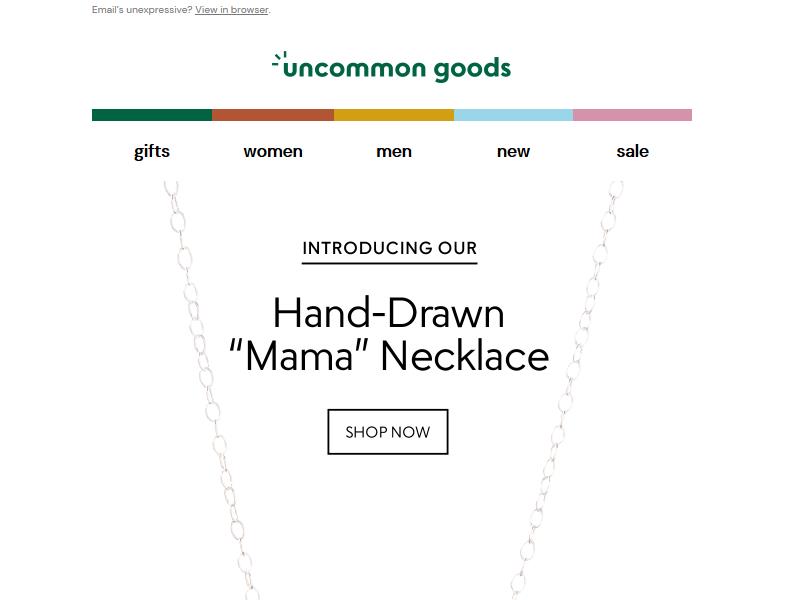 Email's unexpressive? View in browser.
uncommon goods
gifts women men new sale
INTRODUCING OUR
Hand-Drawn
“Mama” Necklace
SHOP NOW